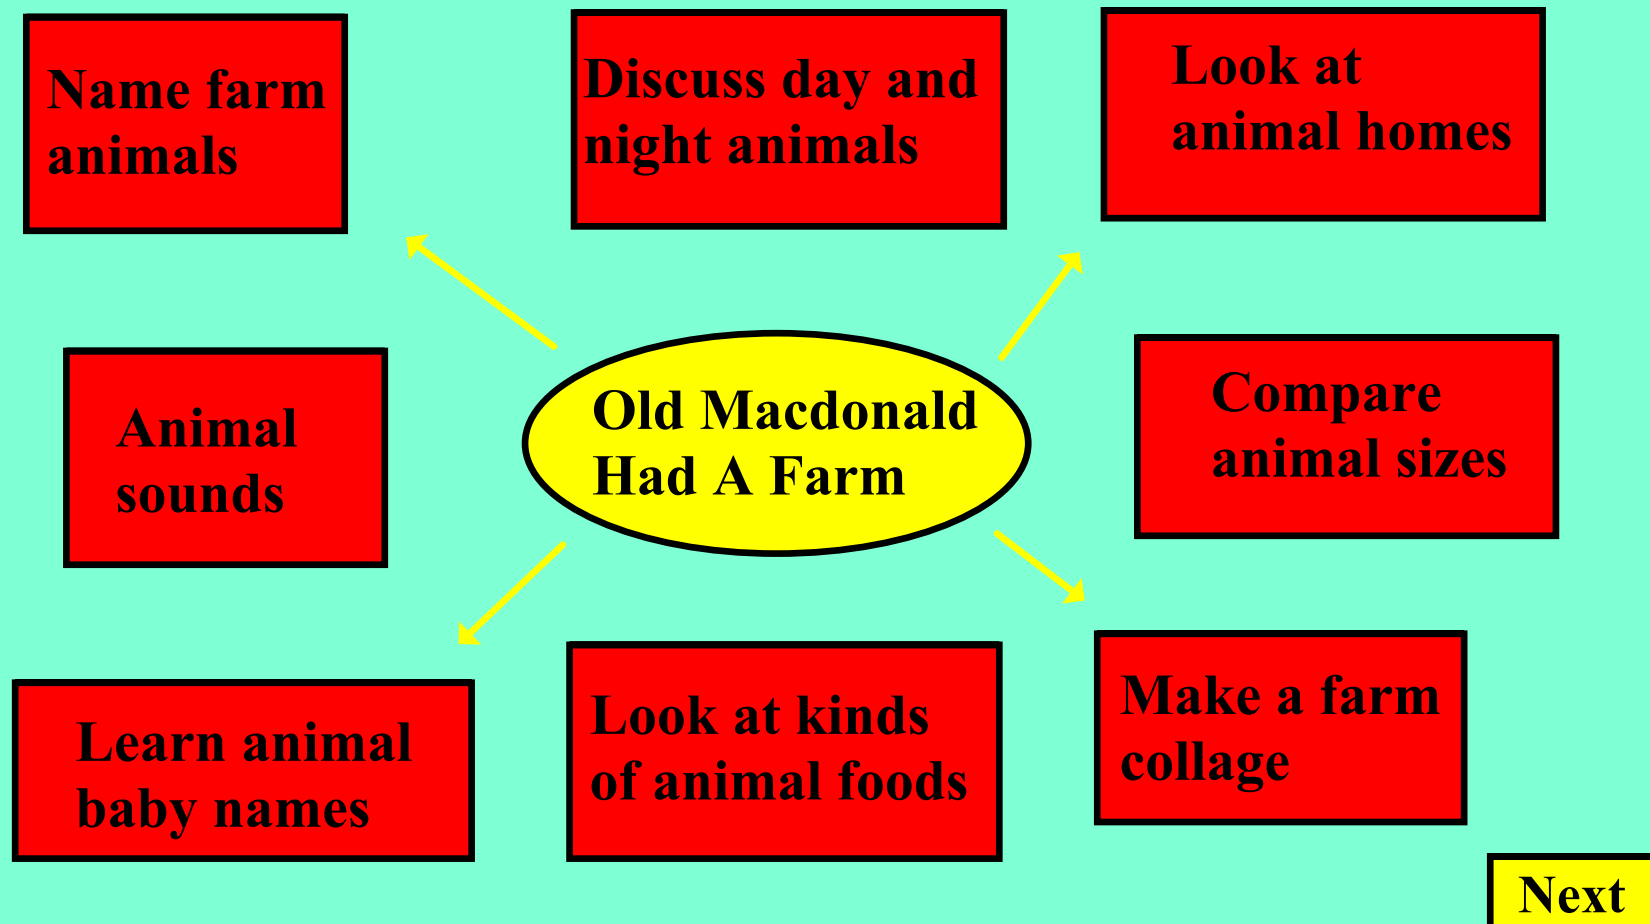 Name farm
animals
Discuss day and
night animals
Look at
animal homes
Animal
sounds
Old Macdonald
Had A Farm
Compare
animal sizes
Learn animal
baby names
Look at kinds
of animal foods
Make a farm
collage
Next